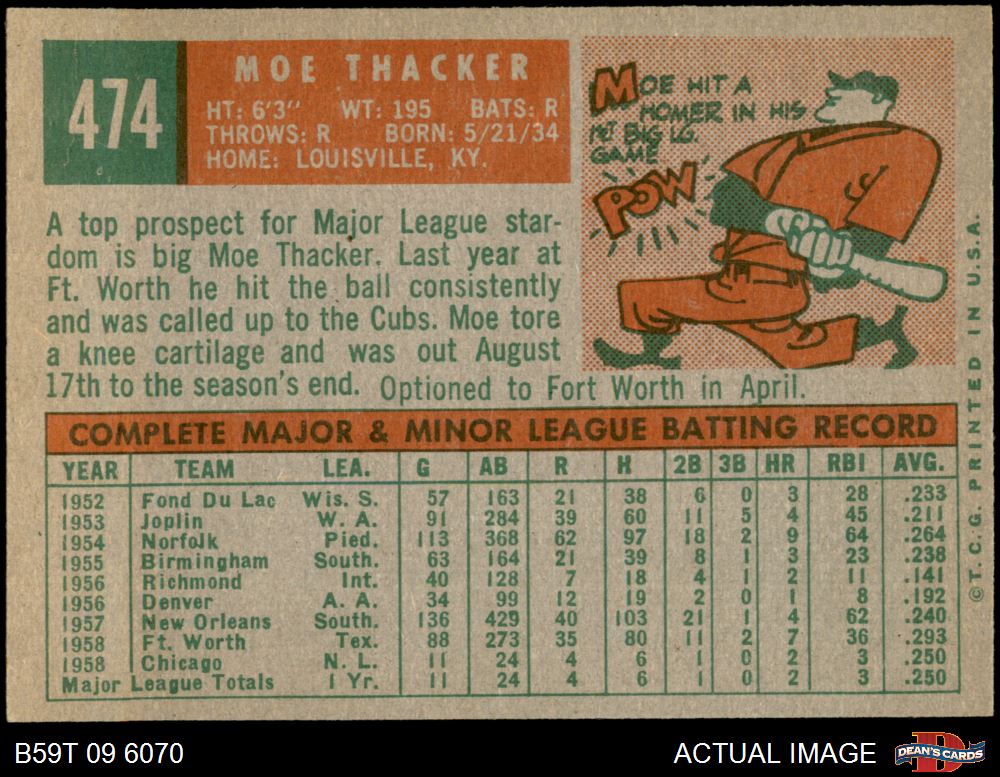 474
MOE THACKER
HT: 6'3" WT: 195 BATS: R
THROWS: R BORN: 5/21/34
HOME: LOUISVILLE, KY.
MOE HIT A
HOMER IN HIS
1ST BIG LG.
GAME
POW
A top prospect for Major League star-
dom is big Moe Thacker. Last year at
Ft. Worth he hit the ball consistently
and was called up to the Cubs. Moe tore
a knee cartilage and was out August
17th to the season's end. Optioned to Fort Worth in April.
COMPLETE MAJOR & MINOR LEAGUE BATTING RECORD
YEAR TEAM LEA. G AB R H 2B 3B HR RBI AVG.
1952 Fond Du Lac Wis. S. 57 163 21 38 6 0 3 28 .233
1953 Joplin W. A. 91 284 39 60 11 5 4 45 .211
1954 Norfolk Pied. 113 368 62 97 18 2 9 64 .264
1955 Birmingham South. 63 164 21 39 8 1 3 23 .238
1956 Richmond Int. 40 128 7 18 4 1 2 11 .141
1956 Denver A. A. 34 99 12 19 2 0 1 8 .192
1957 New Orleans South. 136 429 40 103 21 1 4 62 .240
1958 Ft. Worth Tex. 88 273 35 80 11 2 7 36 .293
1958 Chicago N. L. 11 24 4 6 1 0 2 3 .250
Major League Totals 1 Yr. 11 24 4 6 1 0 2 3 .250
©T.C.G. PRINTED IN U.S.A.
B59T 09 6070
ACTUAL IMAGE
D
DEAN'S CARDS